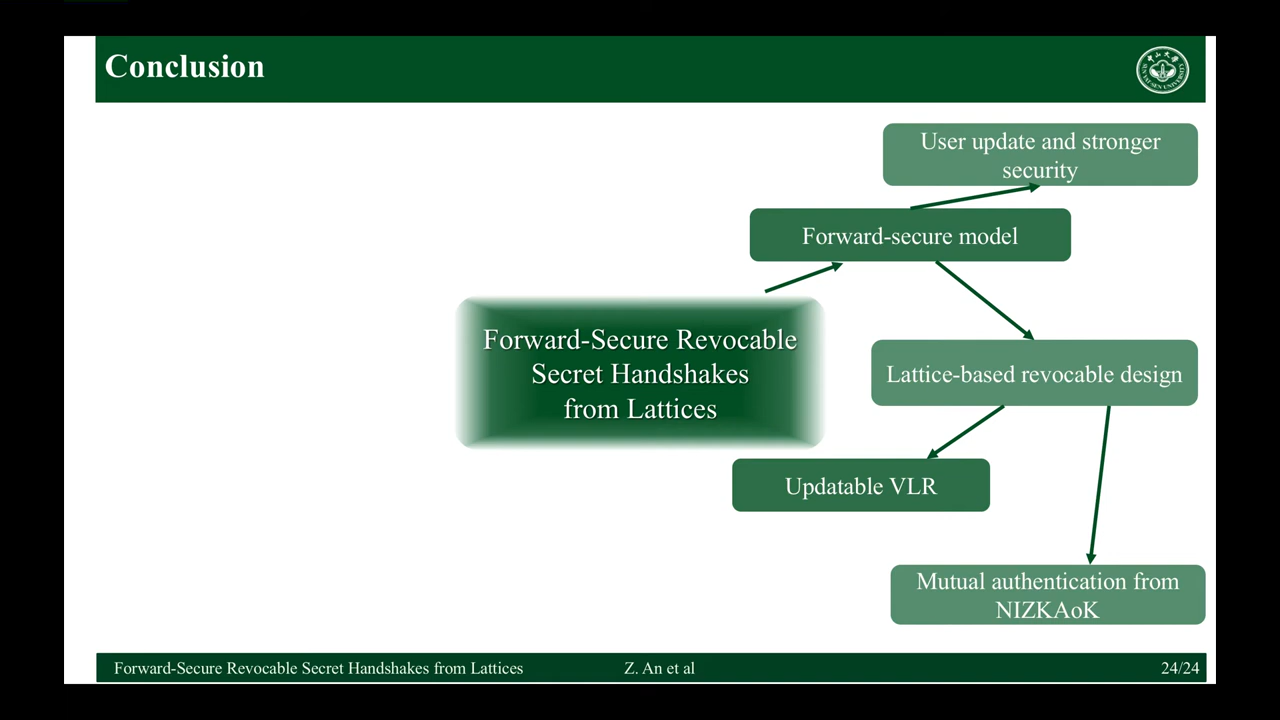 Conclusion
User update and stronger
security
Forward-secure model
Forward-Secure Revocable
Secret Handshakes
from Lattices
Lattice-based revocable design
Updatable VLR
Mutual authentication from
NIZKAoK
Forward-Secure Revocable Secret Handshakes from Lattices
Z. An et al
24/24